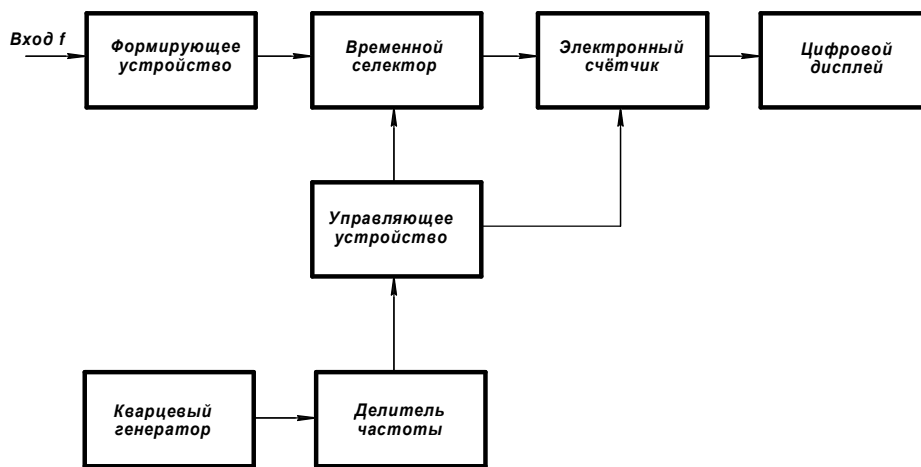 Вход f
Формирующее
устройство
Временной
селектор
Электронный
счётчик
Цифровой
дисплей
Управляющее
устройство
Кварцевый
генератор
Делитель
частоты